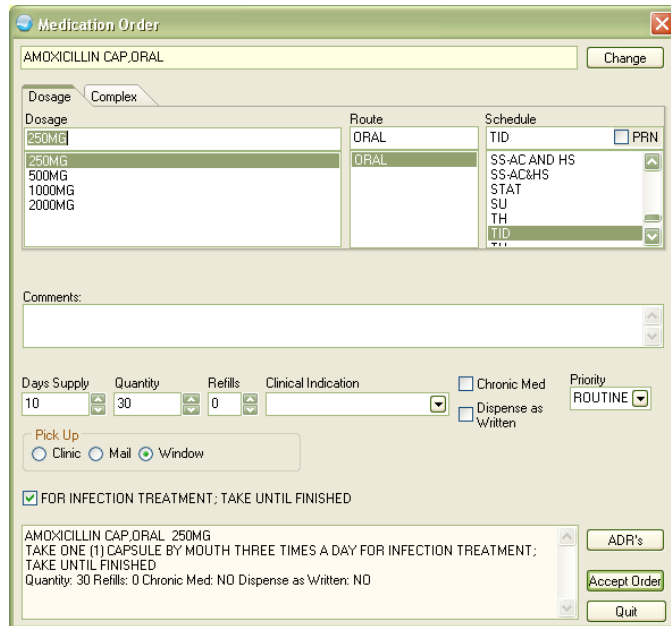 Medication Order
AMOXICILLIN CAP,ORAL
Change
Dosage Complex
Dosage Route Schedule
250MG ORAL TID PRN
250MG ORAL SS-AC AND HS
500MG SS-AC&HS
1000MG STAT
2000MG SU
TH
TID
Comments:
Days Supply Quantity Refills Clinical Indication Chronic Med Priority
10 30 0 ROUTINE
Dispense as
Written
Pick Up
Clinic Mail Window
FOR INFECTION TREATMENT; TAKE UNTIL FINISHED
AMOXICILLIN CAP,ORAL 250MG
TAKE ONE (1) CAPSULE BY MOUTH THREE TIMES A DAY FOR INFECTION TREATMENT;
TAKE UNTIL FINISHED
Quantity: 30 Refills: 0 Chronic Med: NO Dispense as Written: NO
ADR's
Accept Order
Quit